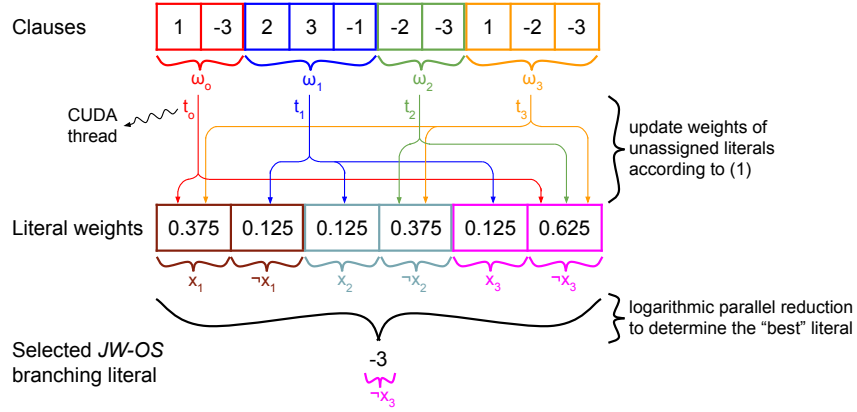 Clauses 1 -3 2 3 -1 -2 -3 1 -2 -3
ω₀ ω₁ ω₂ ω₃
t₀ t₁ t₂ t₃
CUDA
thread
update weights of
unassigned literals
according to (1)
Literal weights 0.375 0.125 0.125 0.375 0.125 0.625
x₁ ¬x₁ x₂ ¬x₂ x₃ ¬x₃
logarithmic parallel reduction
to determine the “best” literal
Selected JW-OS
branching literal
-3
¬x₃